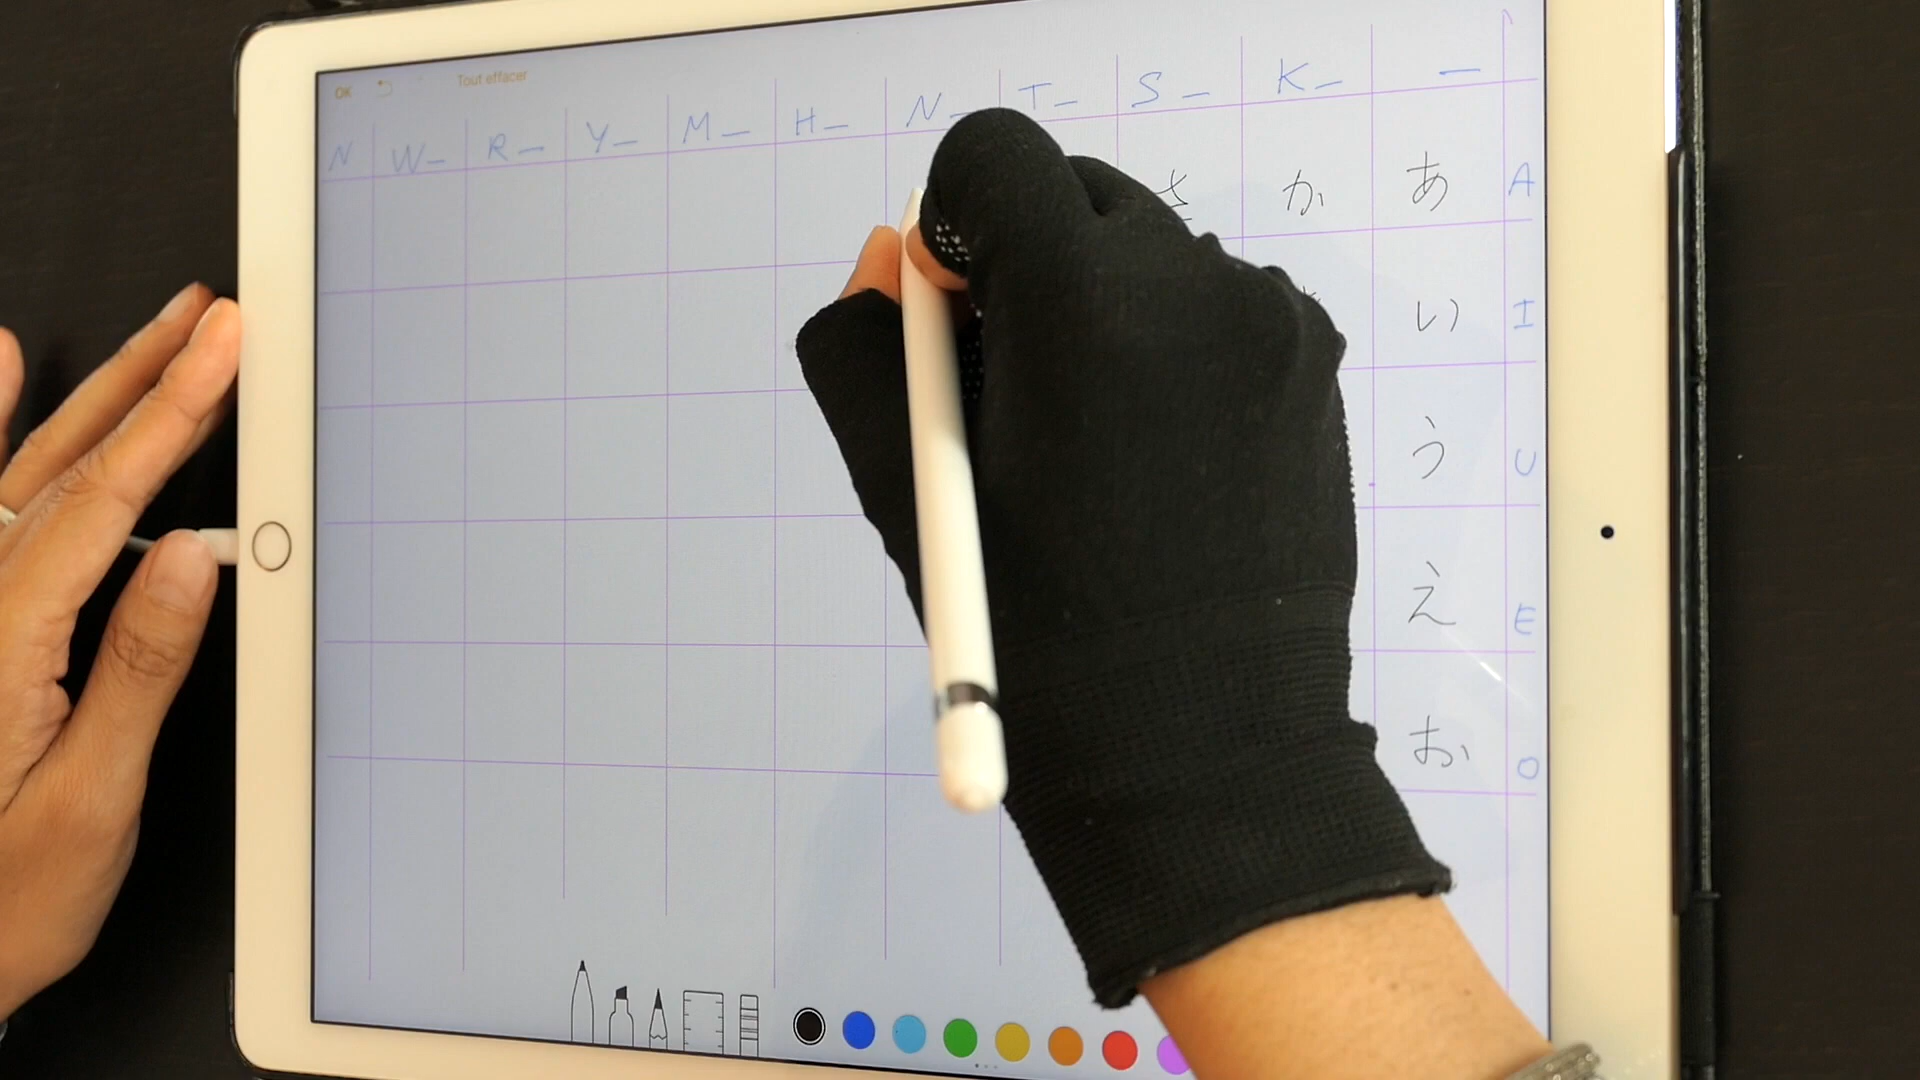 OK Tout effacer
N W_ R_ Y_ M_ H_ N_ T_ S_ K_ _
さ か あ A
い I
う U
え E
お O